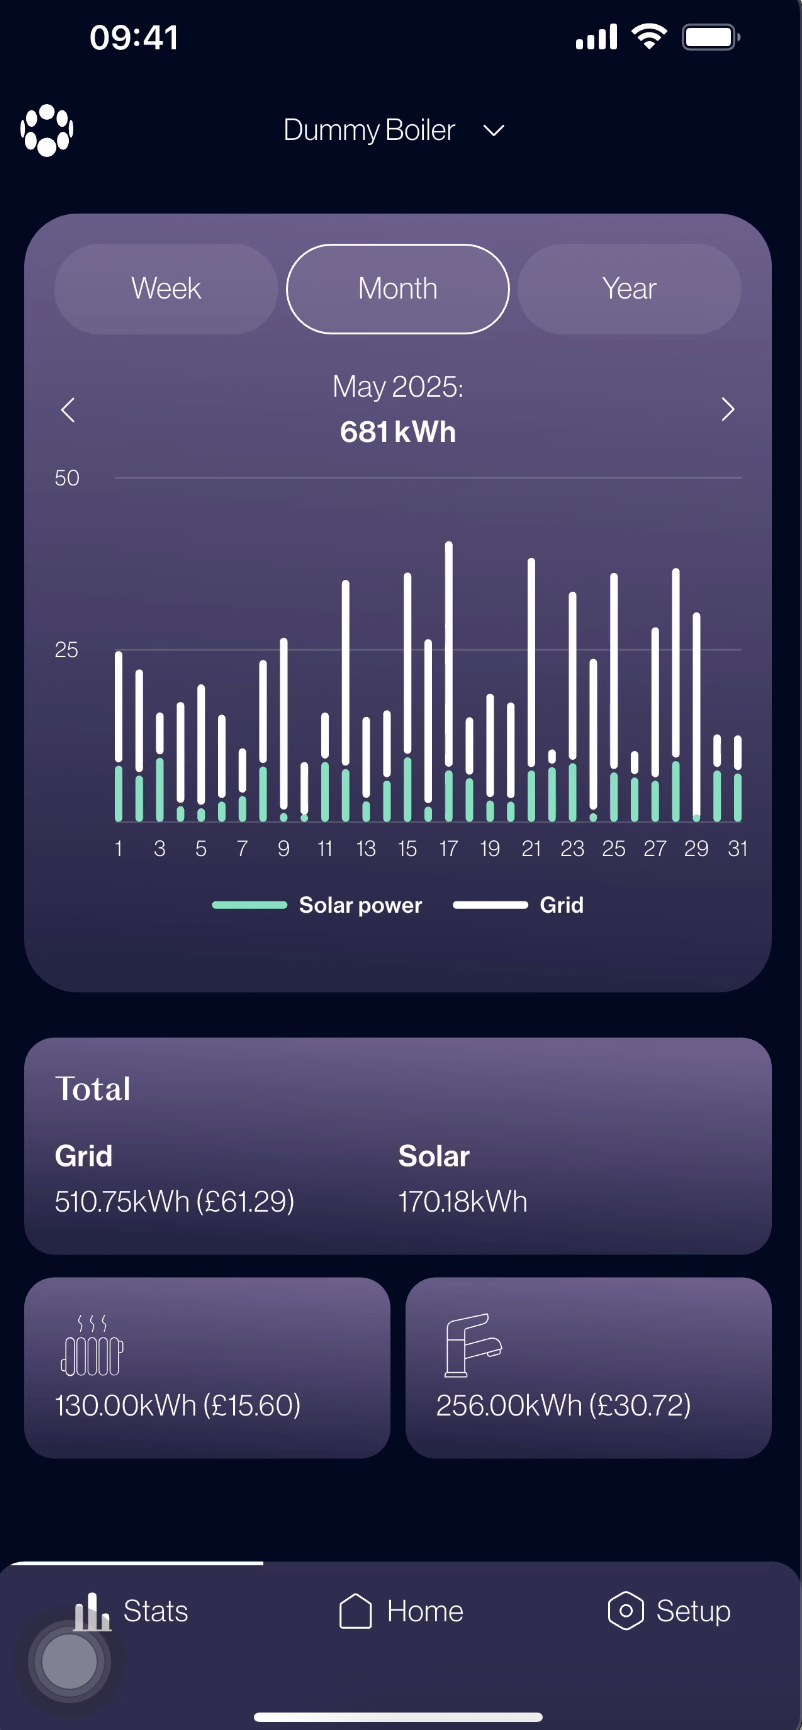 09:41
Dummy Boiler
Week Month Year
May 2025:
681 kWh
50
25
1 3 5 7 9 11 13 15 17 19 21 23 25 27 29 31
Solar power Grid
Total
Grid Solar
510.75kWh (£61.29) 170.18kWh
130.00kWh (£15.60) 256.00kWh (£30.72)
Stats Home Setup